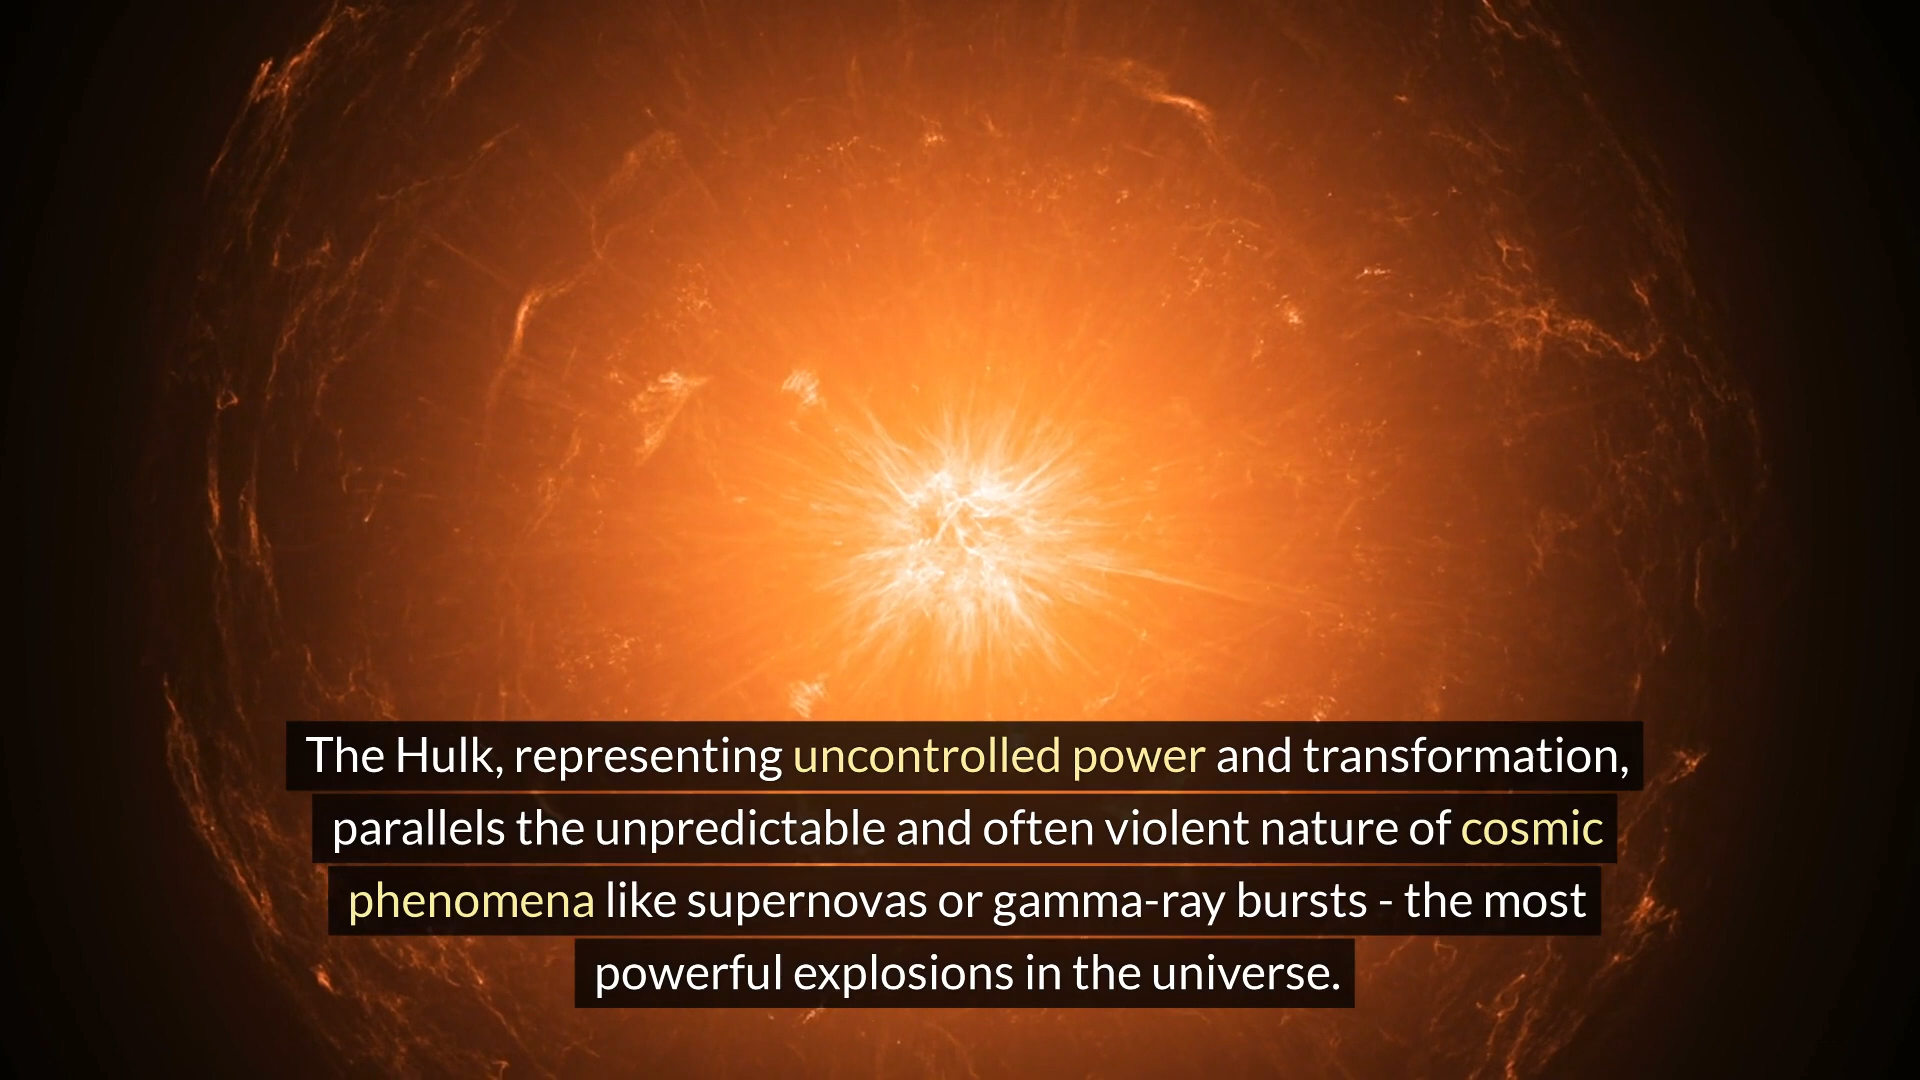 The Hulk, representing uncontrolled power and transformation,
parallels the unpredictable and often violent nature of cosmic
phenomena like supernovas or gamma-ray bursts - the most
powerful explosions in the universe.